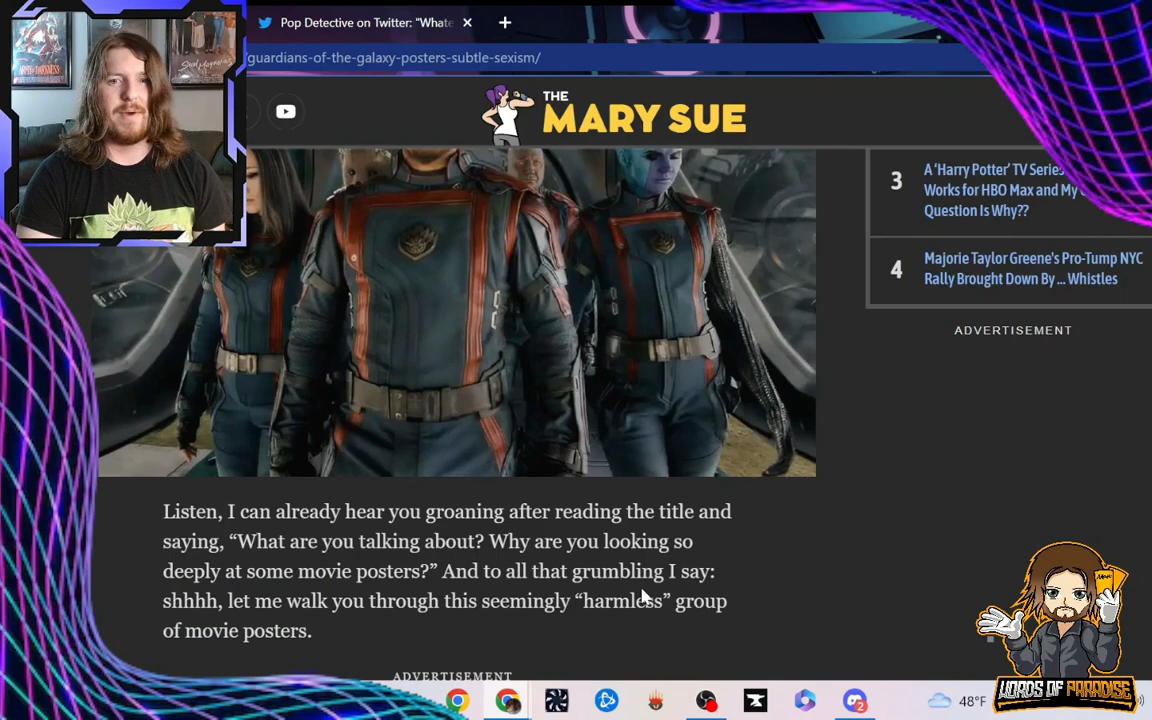 Pop Detective on Twitter: "Whate
guardians-of-the-galaxy-posters-subtle-sexism/
THE
MARY SUE
3
A 'Harry Potter' TV Series
Works for HBO Max and My
Question Is Why??
4
Majorie Taylor Greene's Pro-Trump NYC
Rally Brought Down By ... Whistles
ADVERTISEMENT
Listen, I can already hear you groaning after reading the title and
saying, “What are you talking about? Why are you looking so
deeply at some movie posters?” And to all that grumbling I say:
shhhh, let me walk you through this seemingly “harmless” group
of movie posters.
ADVERTISEMENT
WORDS OF PARADISE
48°F